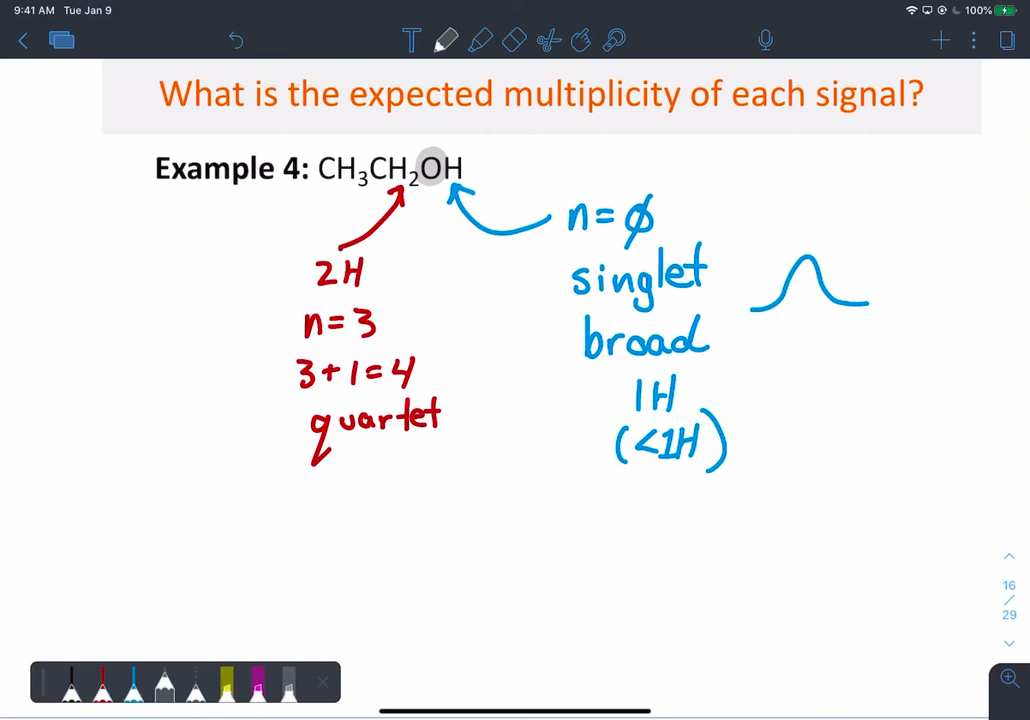 9:41 AM Tue Jan 9
100%
What is the expected multiplicity of each signal?
Example 4: CH₃CH₂OH
2H
n=3
3+1=4
quartet
n=∅
singlet
broad
1H
(<1H)
16
/
29